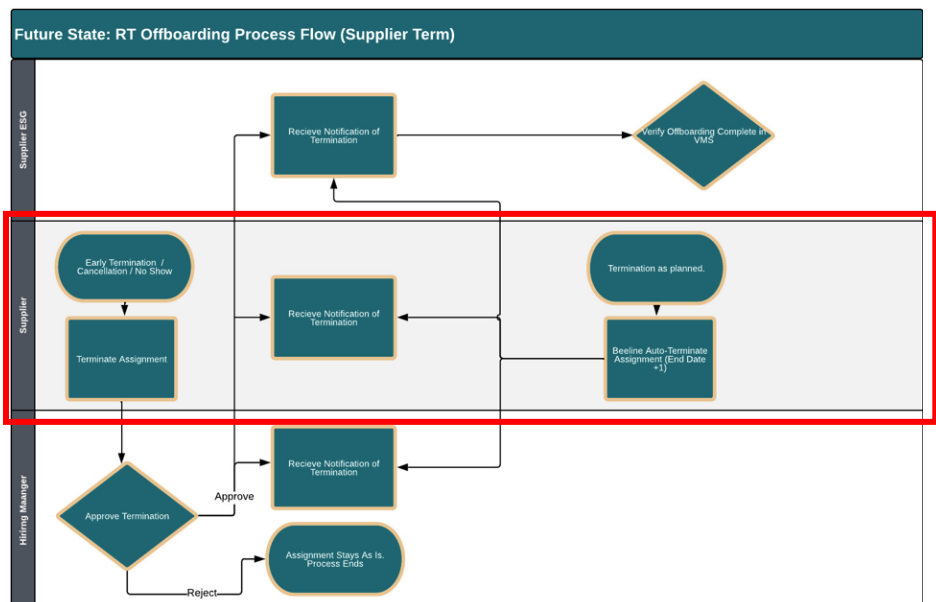 Future State: RT Offboarding Process Flow (Supplier Term)
Supplier ESG
Recieve Notification of
Termination
Verify Offboarding Complete in
VMS
Supplier
Early Termination /
Cancellation / No Show
Terminate Assignment
Recieve Notification of
Termination
Termination as planned.
Beeline Auto-Terminate
Assignment (End Date
+1)
Hirirng Maanger
Approve Termination
Approve
Recieve Notification of
Termination
Reject
Assignment Stays As Is.
Process Ends